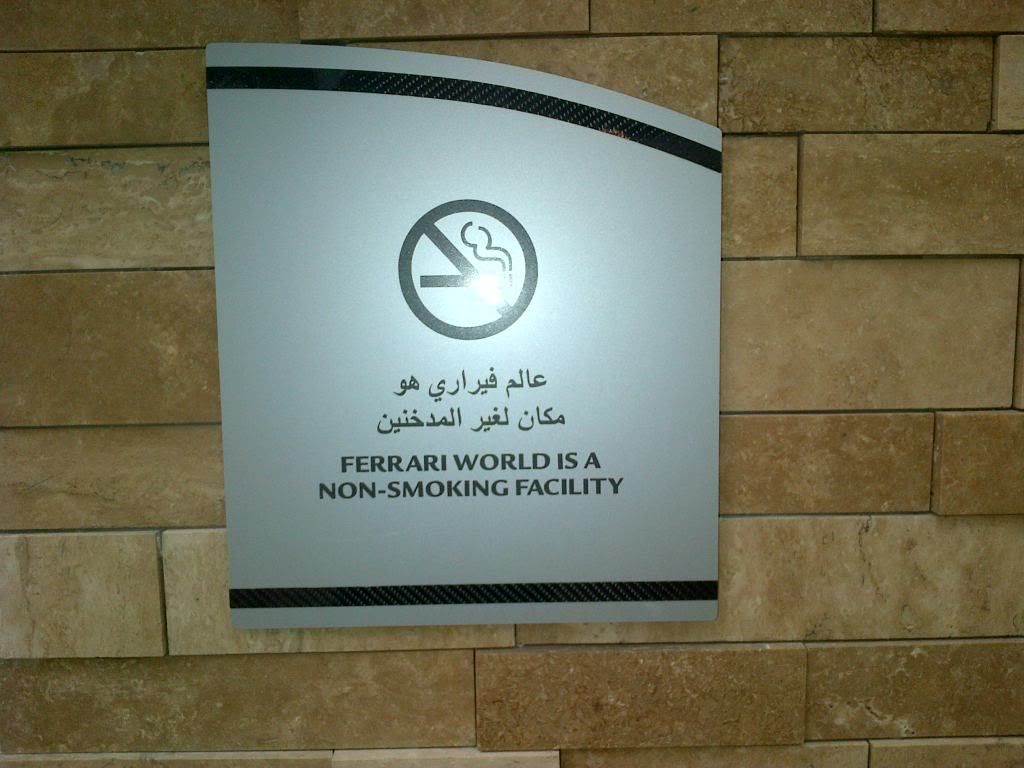 عالم فيراري هو
مكان لغير المدخنين
FERRARI WORLD IS A
NON-SMOKING FACILITY